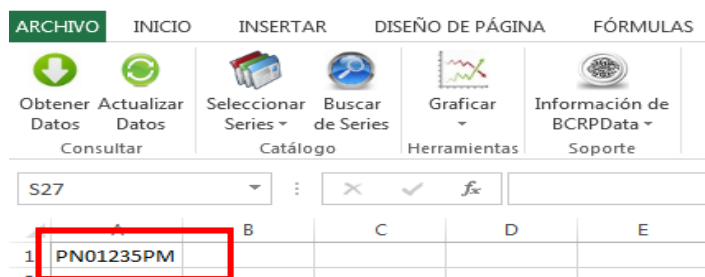 ARCHIVO INICIO INSERTAR DISEÑO DE PÁGINA FÓRMULAS
Obtener Datos Actualizar Datos Seleccionar Series Buscar de Series Graficar Información de BCRPData
Consultar Catálogo Herramientas Soporte
S27 fx
A B C D E
1 PN01235PM